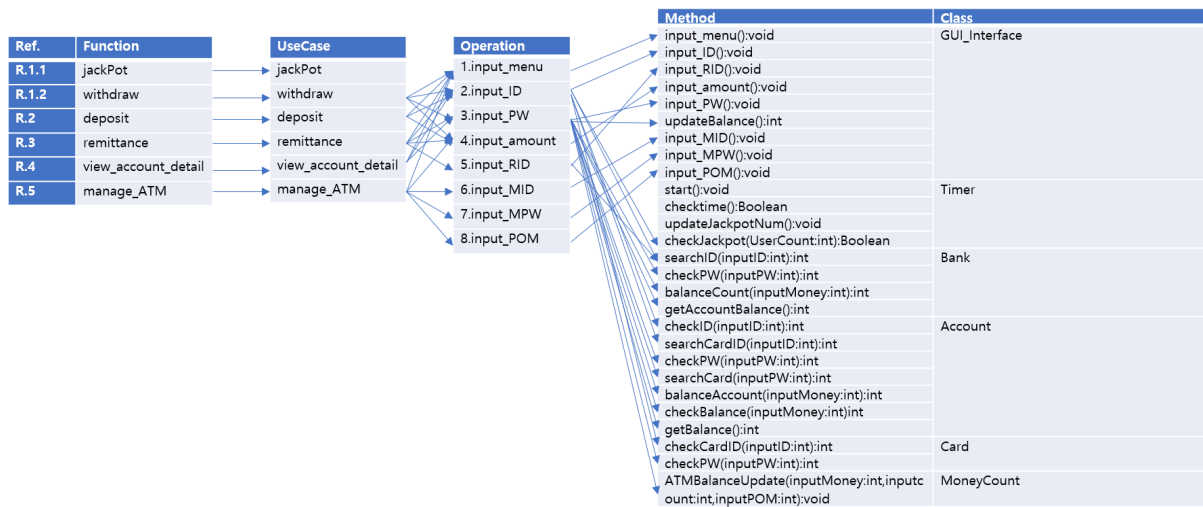 Ref. Function
R.1.1 jackPot
R.1.2 withdraw
R.2 deposit
R.3 remittance
R.4 view_account_detail
R.5 manage_ATM
UseCase
jackPot
withdraw
deposit
remittance
view_account_detail
manage_ATM
Operation
1.input_menu
2.input_ID
3.input_PW
4.input_amount
5.input_RID
6.input_MID
7.input_MPW
8.input_POM
Method Class
input_menu():void GUI_Interface
input_ID():void
input_RID():void
input_amount():void
input_PW():void
updateBalance():int
input_MID():void
input_MPW():void
input_POM():void
start():void Timer
checktime():Boolean
updateJackpotNum():void
checkJackpot(UserCount:int):Boolean
searchID(inputID:int):int Bank
checkPW(inputPW:int):int
balanceCount(inputMoney:int):int
getAccountBalance():int
checkID(inputID:int):int Account
searchCardID(inputID:int):int
checkPW(inputPW:int):int
searchCard(inputPW:int):int
balanceAccount(inputMoney:int):int
checkBalance(inputMoney:int)int
getBalance():int
checkCardID(inputID:int):int Card
checkPW(inputPW:int):int
ATMBalanceUpdate(inputMoney:int,inputc MoneyCount
ount:int,inputPOM:int):void